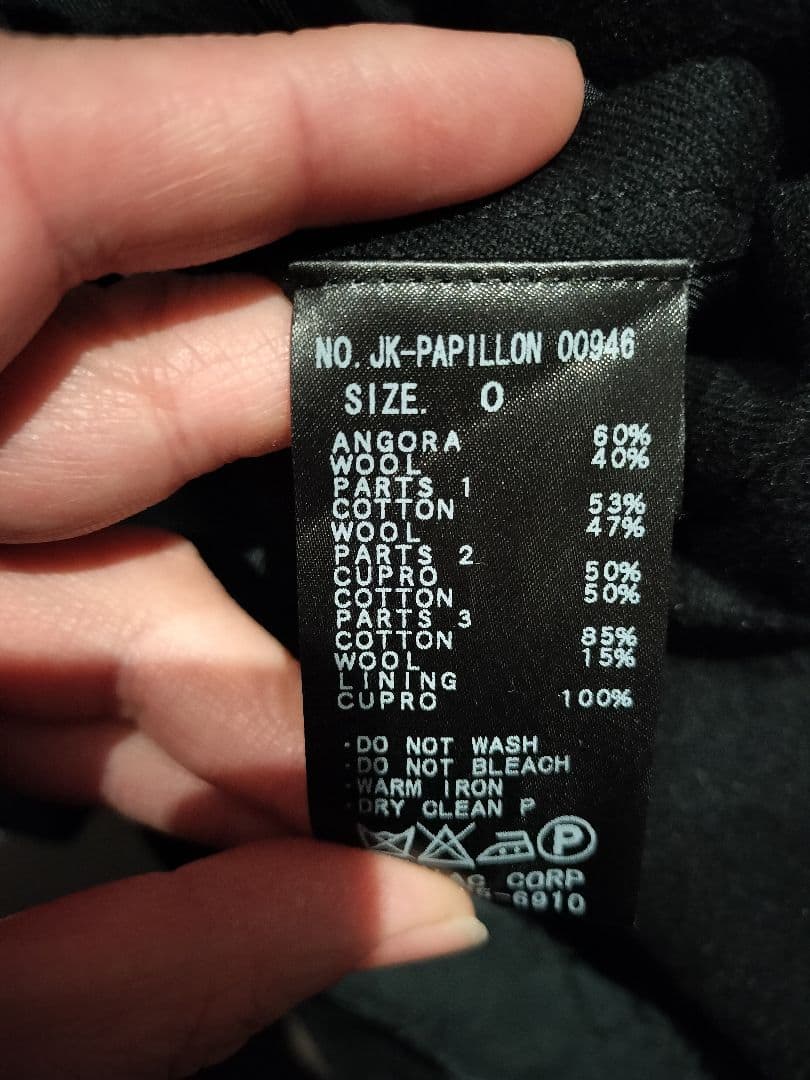 NO. JK-PAPILLON 00946
SIZE. 0
ANGORA 60%
WOOL 40%
PARTS 1
COTTON 53%
WOOL 47%
PARTS 2
CUPRO 50%
COTTON 50%
PARTS 3
COTTON 85%
WOOL 15%
LINING
CUPRO 100%
·DO NOT WASH
·DO NOT BLEACH
·WARM IRON
·DRY CLEAN P
P
CORP
-6910